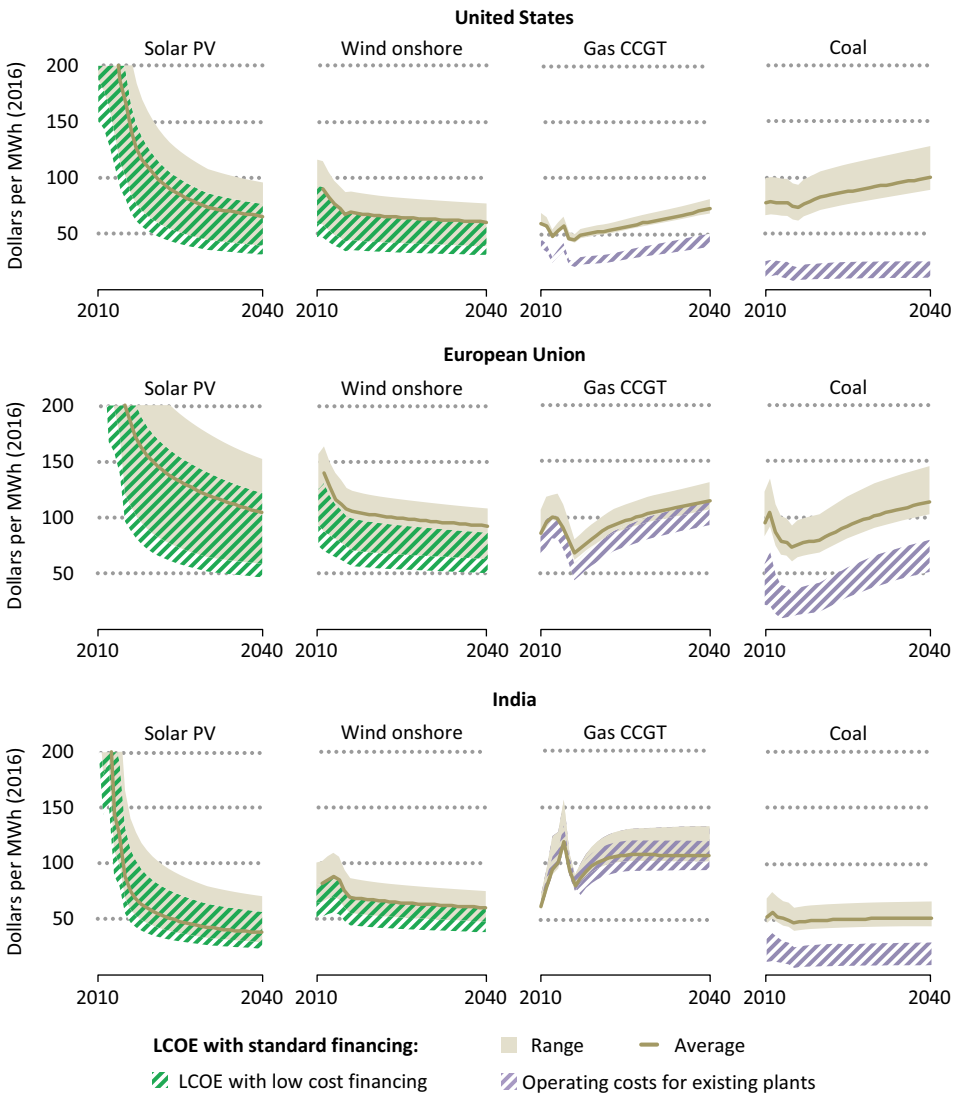 United States
Solar PV Wind onshore Gas CCGT Coal
Dollars per MWh (2016)
200
150
100
50
2010 2040 2010 2040 2010 2040 2010 2040
European Union
Solar PV Wind onshore Gas CCGT Coal
Dollars per MWh (2016)
200
150
100
50
2010 2040 2010 2040 2010 2040 2010 2040
India
Solar PV Wind onshore Gas CCGT Coal
Dollars per MWh (2016)
200
150
100
50
2010 2040 2010 2040 2010 2040 2010 2040
LCOE with standard financing: Range Average
LCOE with low cost financing Operating costs for existing plants